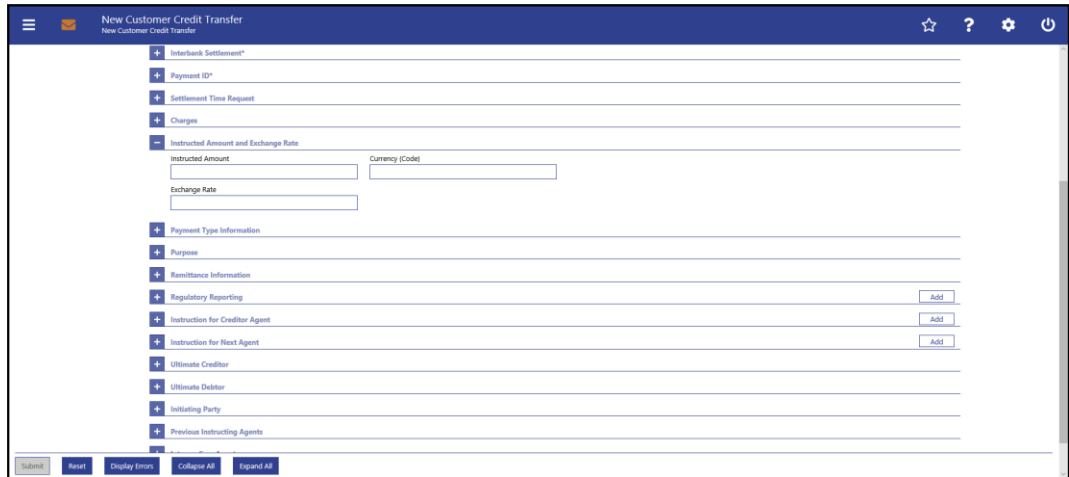 New Customer Credit Transfer
New Customer Credit Transfer
Interbank Settlement*
Payment ID*
Settlement Time Request
Charges
Instructed Amount and Exchange Rate
Instructed Amount Currency (Code)
Exchange Rate
Payment Type Information
Purpose
Remittance Information
Regulatory Reporting Add
Instruction for Creditor Agent Add
Instruction for Next Agent Add
Ultimate Creditor
Ultimate Debtor
Initiating Party
Previous Instructing Agents
Submit Reset Display Errors Collapse All Expand All